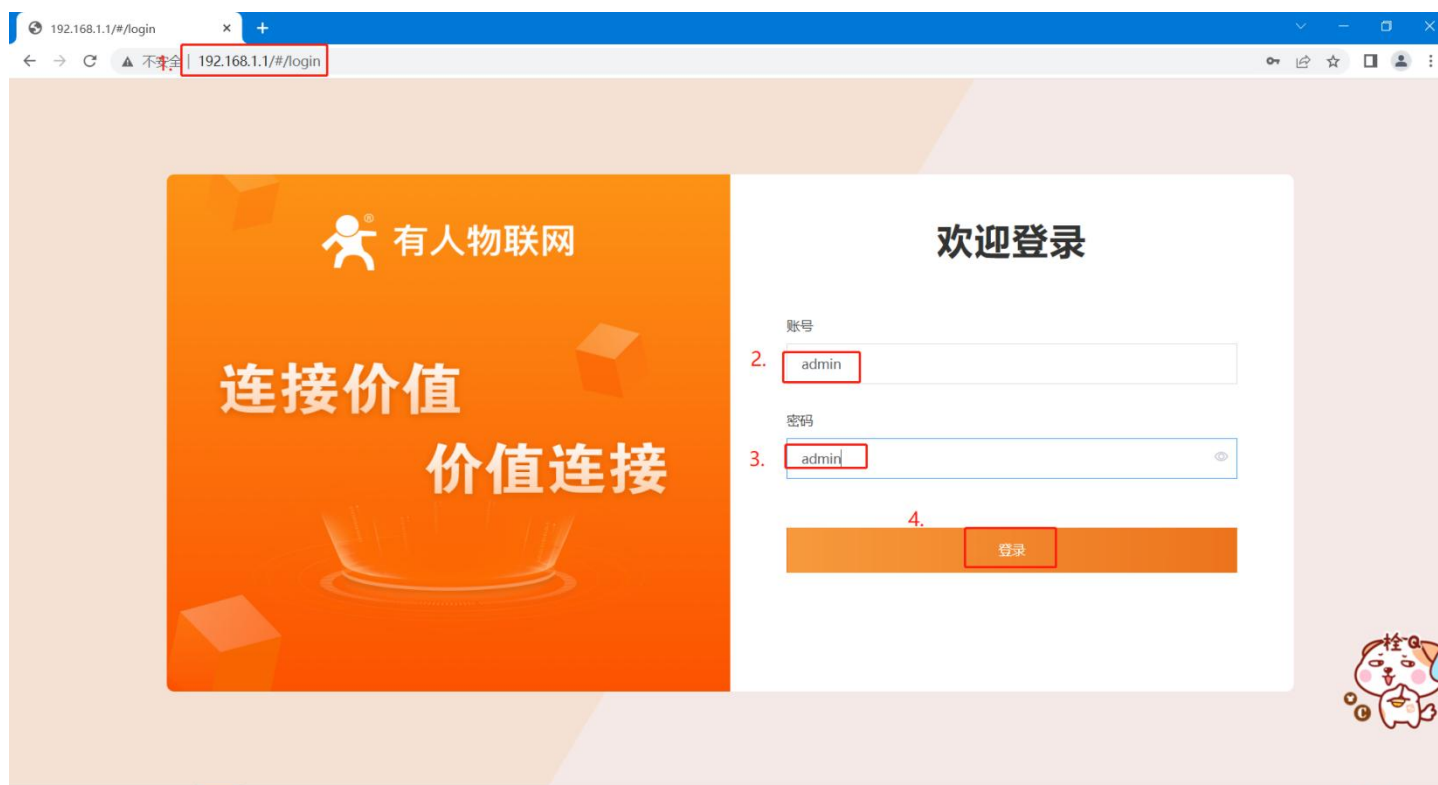 192.168.1.1/#/login
不安全 | 192.168.1.1/#/login
1.
有人物联网
®
连接价值
价值连接
欢迎登录
账号
2.
admin
密码
3.
admin
4.
登录
栓Q
C